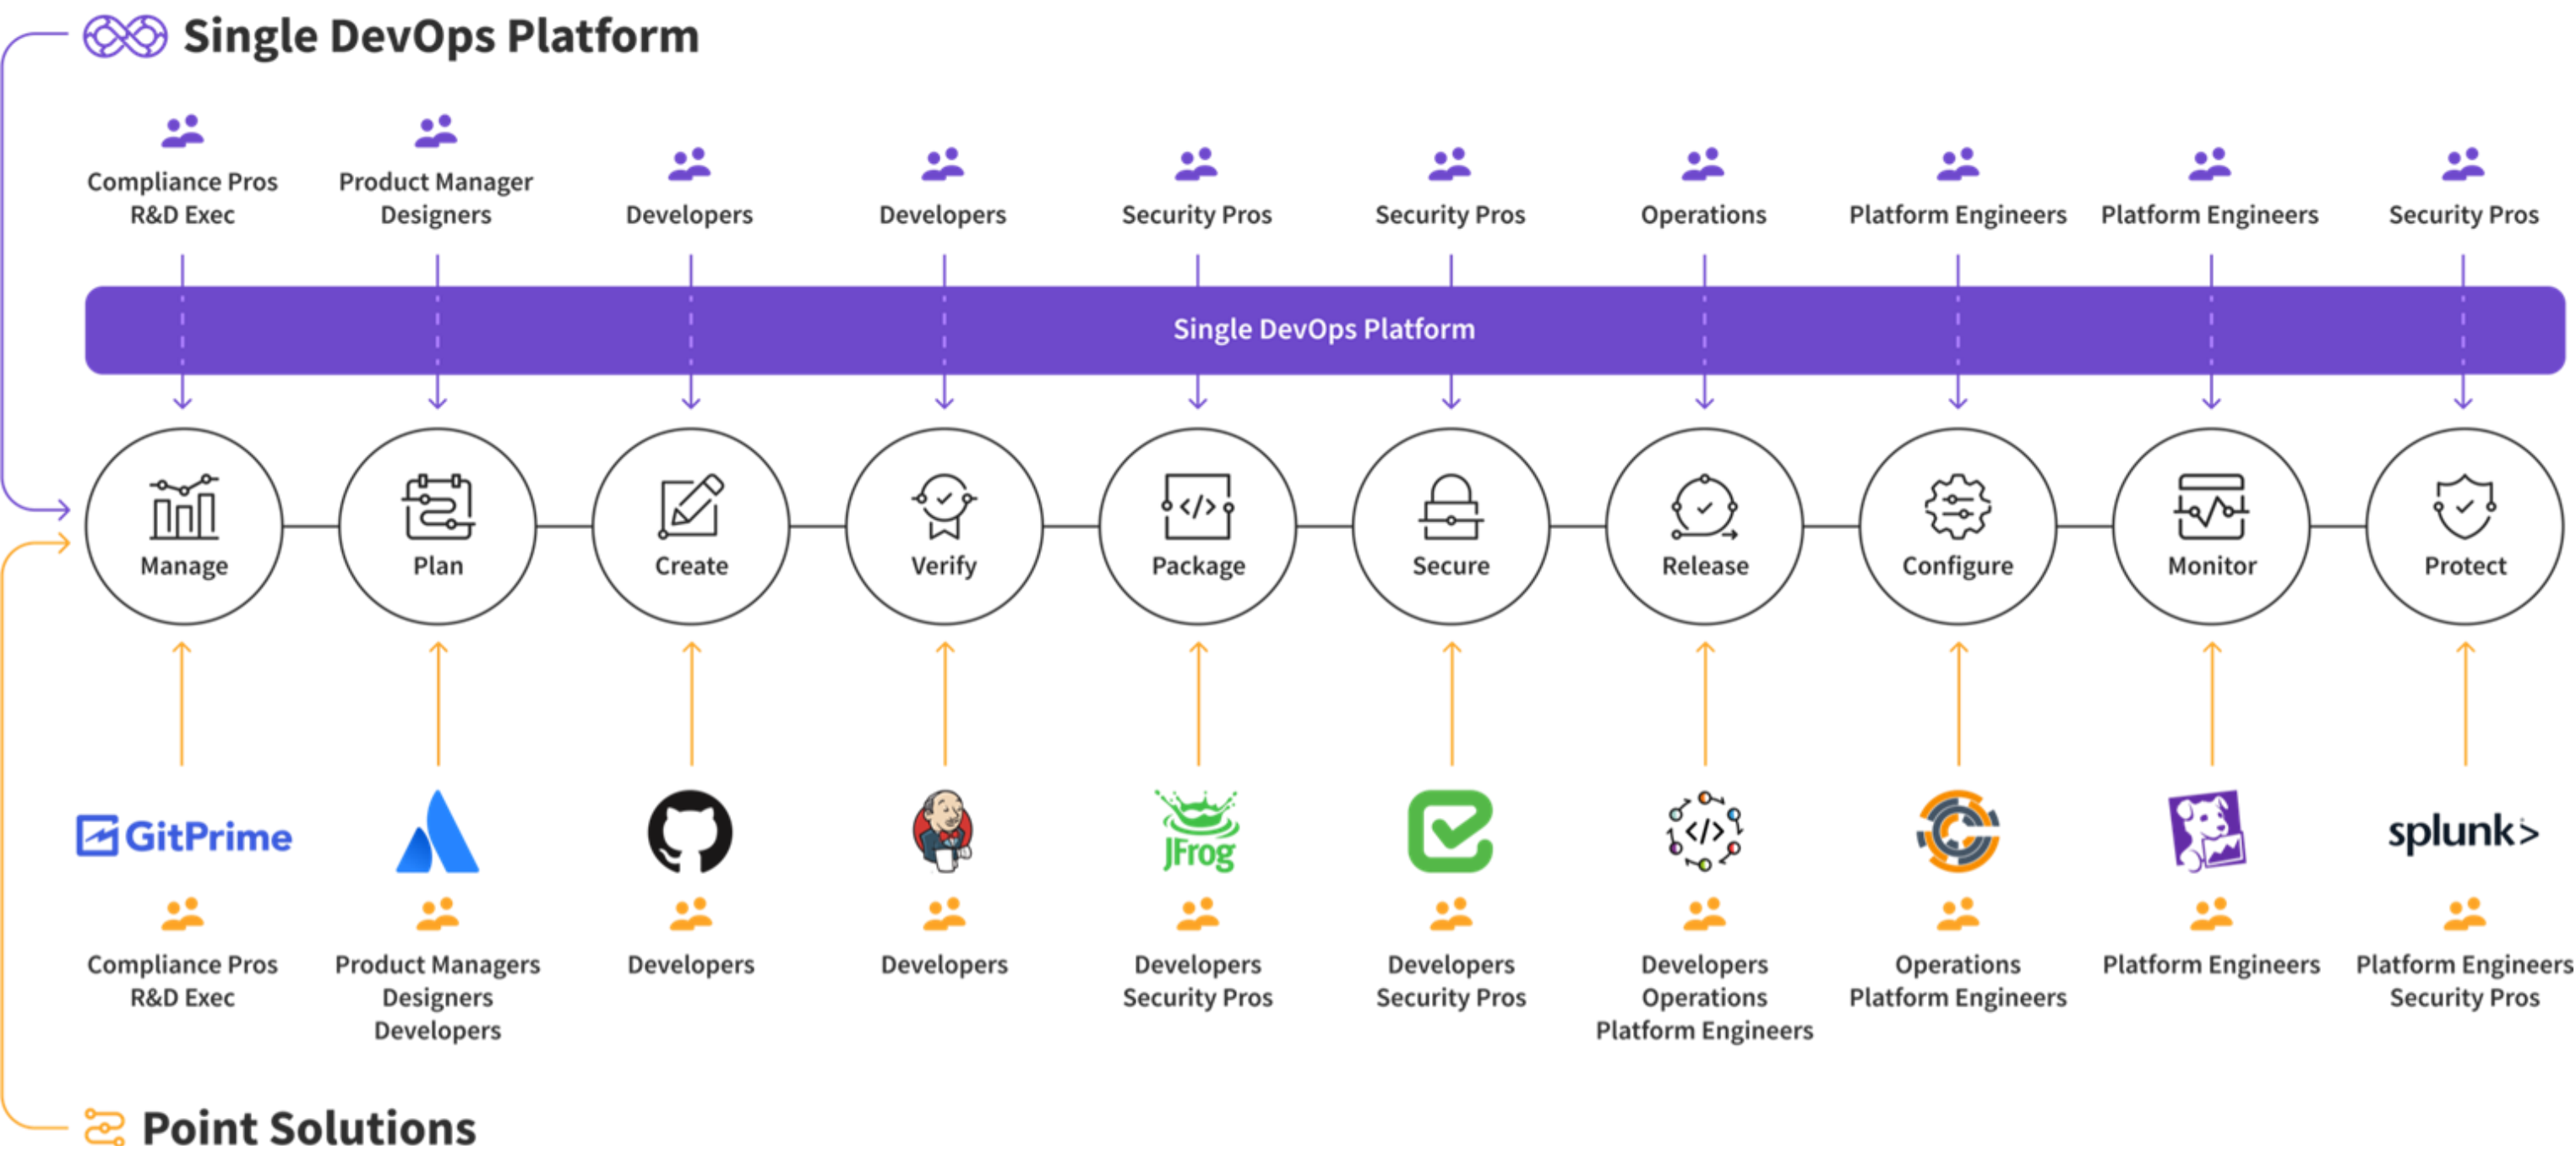 Single DevOps Platform
Compliance Pros
R&D Exec
Product Manager
Designers
Developers
Developers
Security Pros
Security Pros
Operations
Platform Engineers
Platform Engineers
Security Pros
Single DevOps Platform
Manage
Plan
Create
Verify
</>
Package
Secure
Release
Configure
Monitor
Protect
GitPrime
JFrog
</>
splunk>
Compliance Pros
R&D Exec
Product Managers
Designers
Developers
Developers
Developers
Developers
Security Pros
Developers
Security Pros
Developers
Operations
Platform Engineers
Operations
Platform Engineers
Platform Engineers
Platform Engineers
Security Pros
Point Solutions